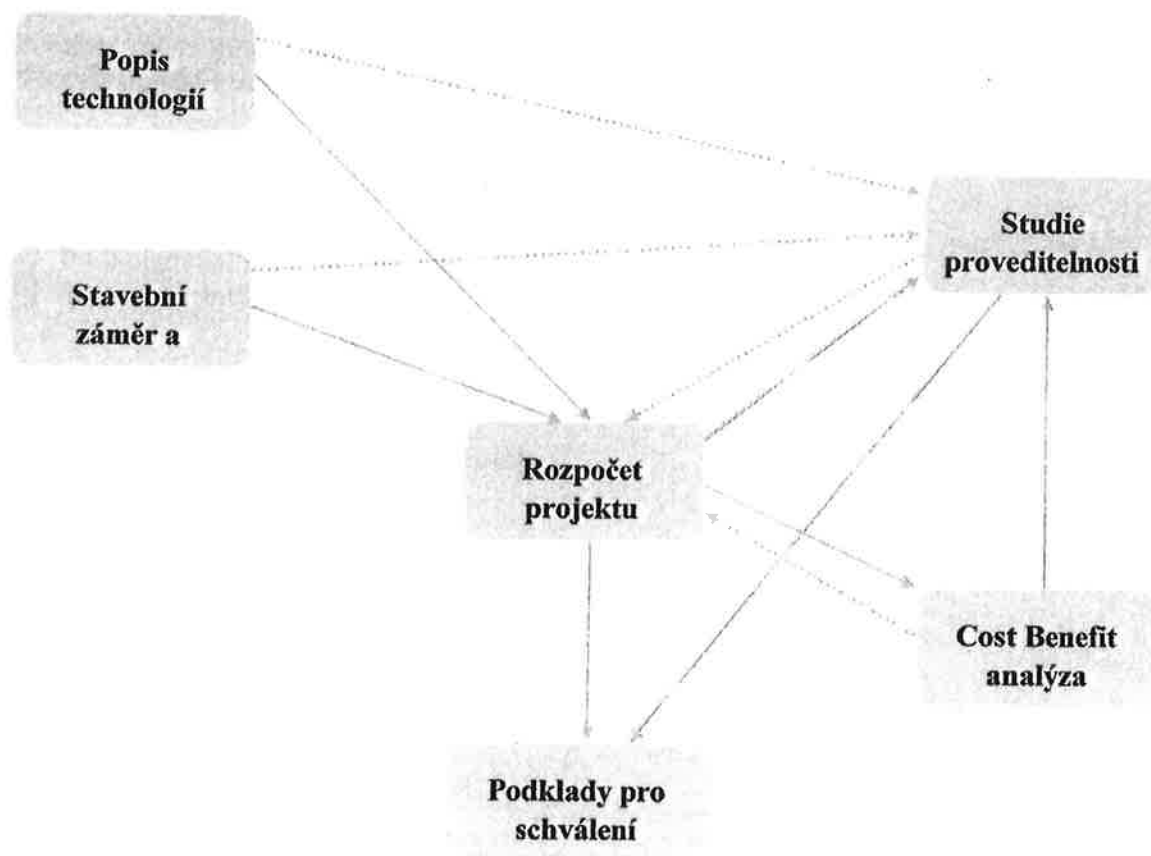 Popis
technologií
Studie
proveditelnosti
Stavební
záměr a
Rozpočet
projektu
Cost Benefit
analýza
Podklady pro
schválení